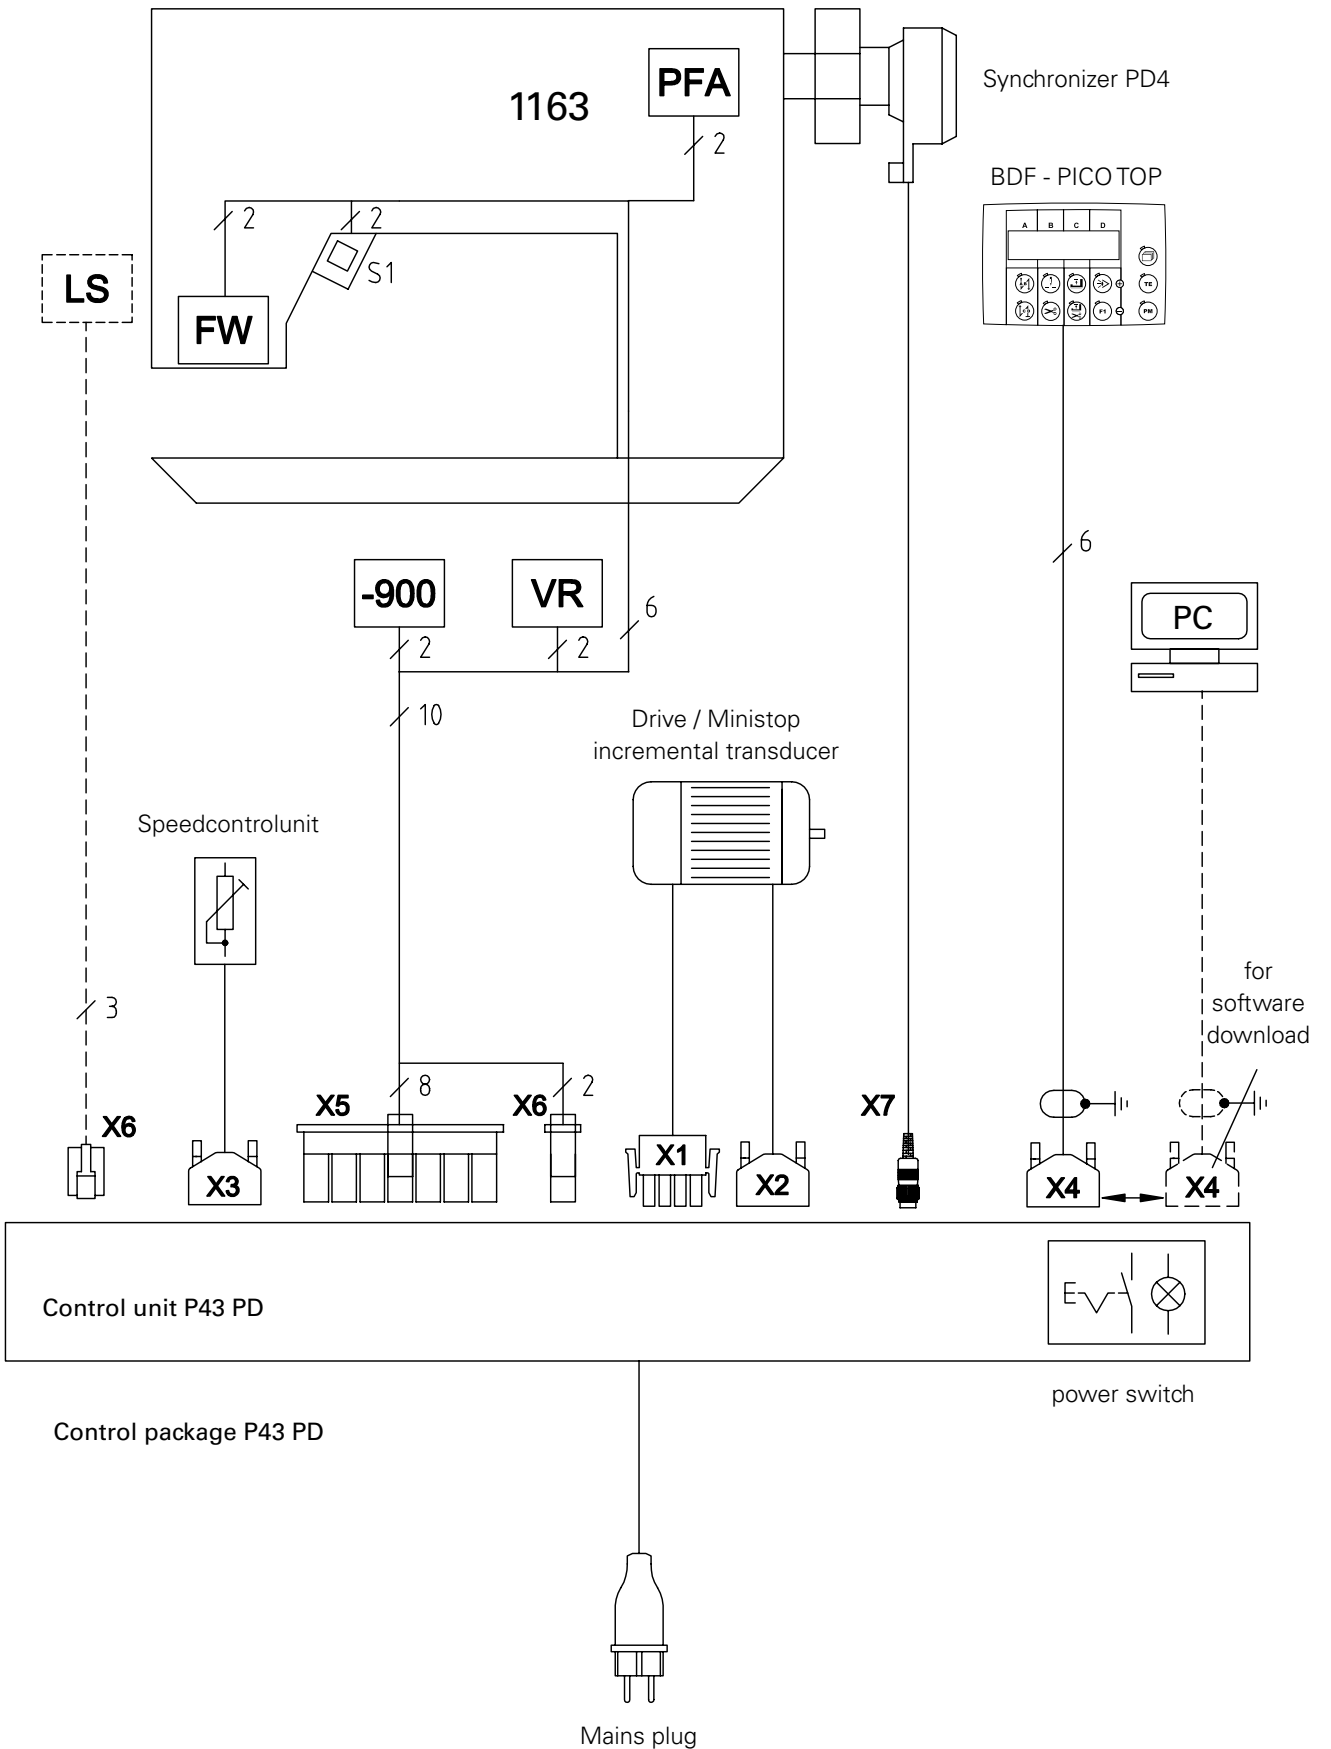 PFA
1163
Synchronizer PD4
2
BDF - PICO TOP
2
2
A B C D
S1
LS
FW
TE
F1
PM
6
-900
VR
6
PC
2
2
10
Drive / Ministop
incremental transducer
Speedcontrolunit
for
software
download
3
8
2
X6
X5
X6
X7
X3
X1
X2
X4
X4
Control unit P43 PD
E
power switch
Control package P43 PD
Mains plug